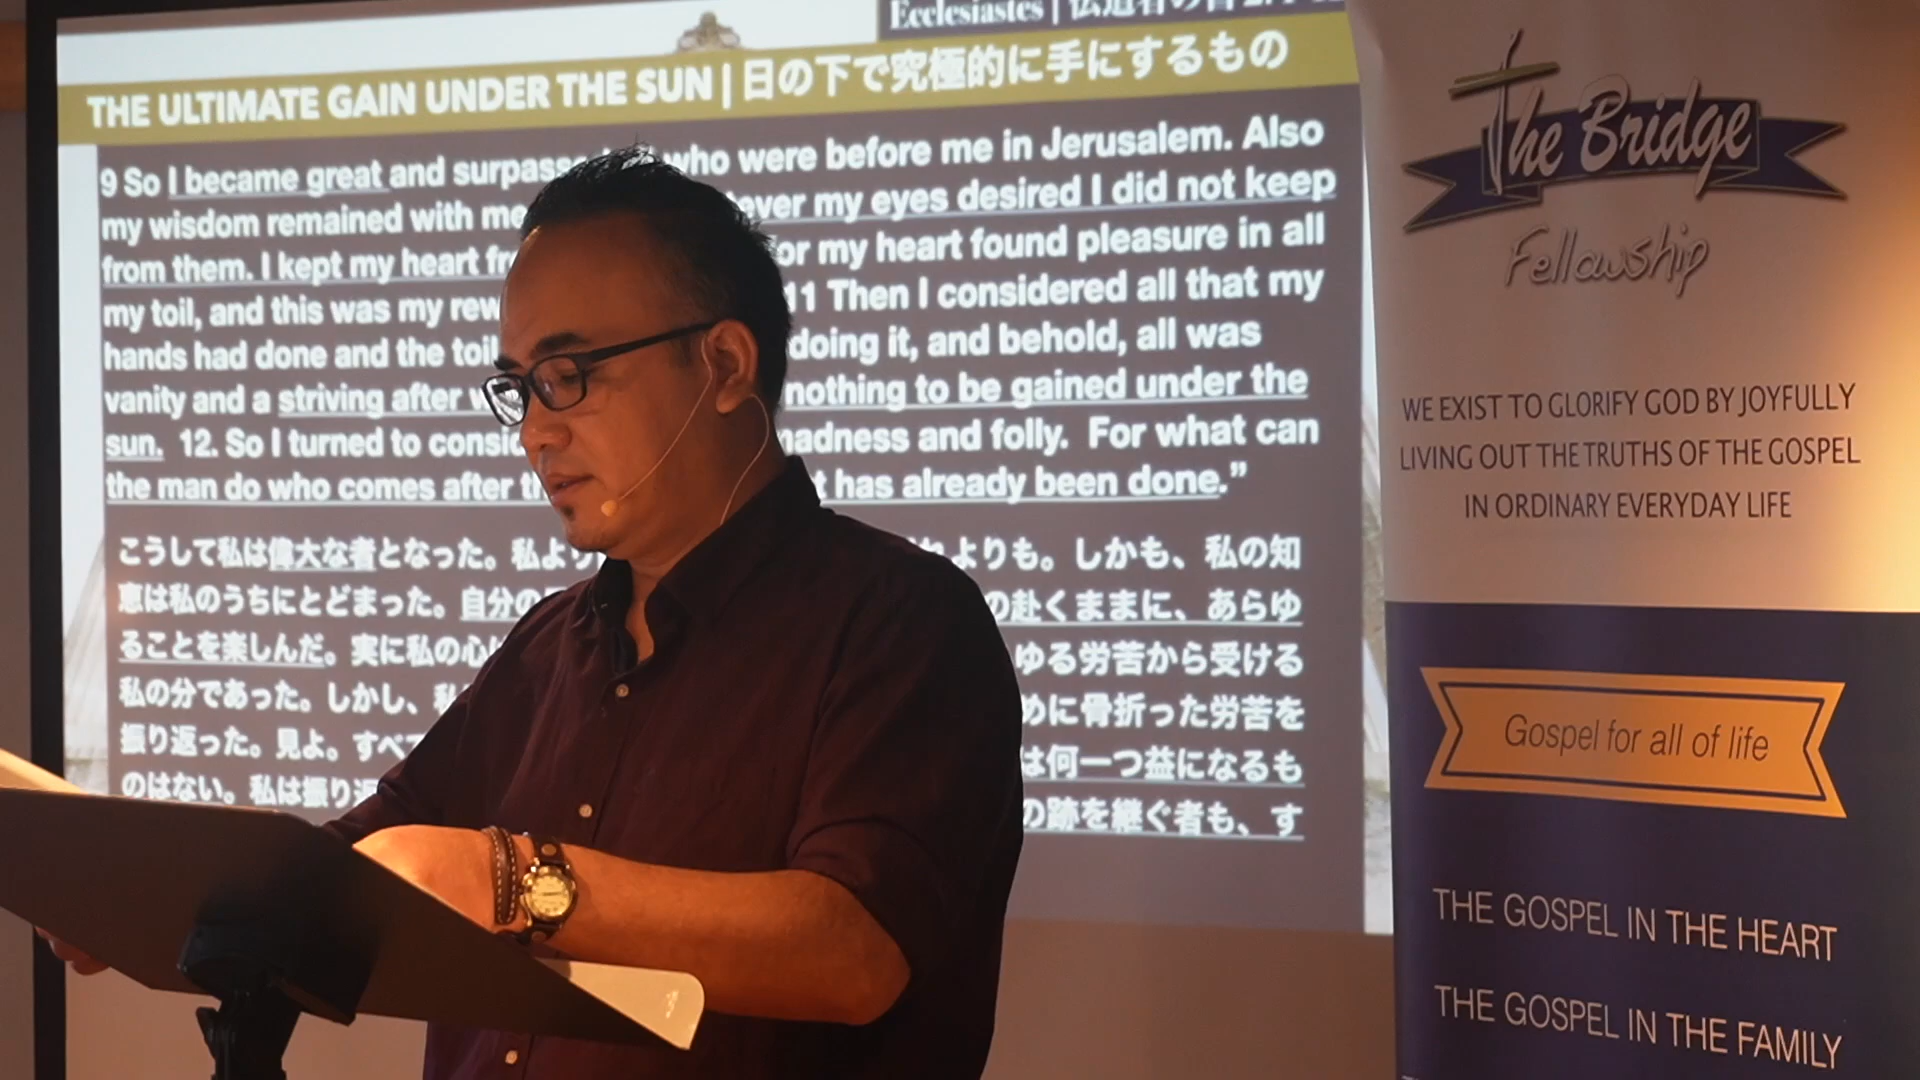 Ecclesiastes | 伝道者の書
THE ULTIMATE GAIN UNDER THE SUN | 日の下で究極的に手にするもの
9 So I became great and surpasse who were before me in Jerusalem. Also
my wisdom remained with me ever my eyes desired I did not keep
from them. I kept my heart fr or my heart found pleasure in all
my toil, and this was my rew 11 Then I considered all that my
hands had done and the toil doing it, and behold, all was
vanity and a striving after w nothing to be gained under the
sun. 12. So I turned to consid madness and folly. For what can
the man do who comes after th t has already been done.”
こうして私は偉大な者となった。私より れよりも。しかも、私の知
恵は私のうちにとどまった。自分の の赴くままに、あらゆ
ることを楽しんだ。実に私の心は ゆる労苦から受ける
私の分であった。しかし、私 めに骨折った労苦を
振り返った。見よ。すべて は何一つ益になるも
のはない。私は振り返 の跡を継ぐ者も、す
The Bridge
Fellowship
WE EXIST TO GLORIFY GOD BY JOYFULLY
LIVING OUT THE TRUTHS OF THE GOSPEL
IN ORDINARY EVERYDAY LIFE
Gospel for all of life
THE GOSPEL IN THE HEART
THE GOSPEL IN THE FAMILY